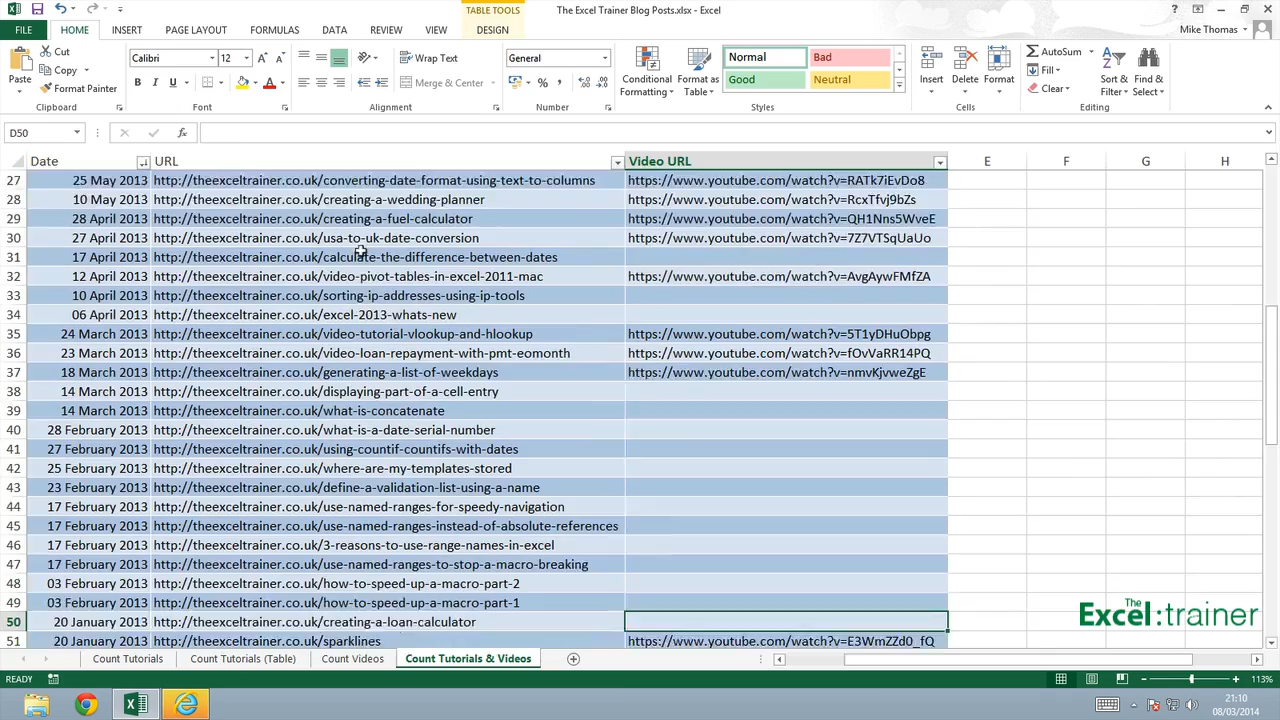 TABLE TOOLS
The Excel Trainer Blog Posts.xlsx - Excel
FILE HOME INSERT PAGE LAYOUT FORMULAS DATA REVIEW VIEW DESIGN Mike Thomas
Paste
Cut
Copy
Format Painter
Clipboard
Calibri 12
B I U
Font
Wrap Text
Merge & Center
Alignment
General
Number
Conditional Formatting
Format as Table
Normal Bad
Good Neutral
Styles
Insert Delete Format
Cells
AutoSum
Fill
Clear
Sort & Filter
Find & Select
Editing
D50
fx
Date URL Video URL E F G H
27 25 May 2013 http://theexceltrainer.co.uk/converting-date-format-using-text-to-columns https://www.youtube.com/watch?v=RATk7iEvDo8
28 10 May 2013 http://theexceltrainer.co.uk/creating-a-wedding-planner https://www.youtube.com/watch?v=RcxTfvj9bZs
29 28 April 2013 http://theexceltrainer.co.uk/creating-a-fuel-calculator https://www.youtube.com/watch?v=QH1Nns5WveE
30 27 April 2013 http://theexceltrainer.co.uk/usa-to-uk-date-conversion https://www.youtube.com/watch?v=7Z7VTSqUaUo
31 17 April 2013 http://theexceltrainer.co.uk/calculate-the-difference-between-dates
32 12 April 2013 http://theexceltrainer.co.uk/video-pivot-tables-in-excel-2011-mac https://www.youtube.com/watch?v=AvgAywFMfZA
33 10 April 2013 http://theexceltrainer.co.uk/sorting-ip-addresses-using-ip-tools
34 06 April 2013 http://theexceltrainer.co.uk/excel-2013-whats-new
35 24 March 2013 http://theexceltrainer.co.uk/video-tutorial-vlookup-and-hlookup https://www.youtube.com/watch?v=5T1yDHuObpg
36 23 March 2013 http://theexceltrainer.co.uk/video-loan-repayment-with-pmt-eomonth https://www.youtube.com/watch?v=fOvVaRR14PQ
37 18 March 2013 http://theexceltrainer.co.uk/generating-a-list-of-weekdays https://www.youtube.com/watch?v=nmvKjvweZgE
38 14 March 2013 http://theexceltrainer.co.uk/displaying-part-of-a-cell-entry
39 14 March 2013 http://theexceltrainer.co.uk/what-is-concatenate
40 28 February 2013 http://theexceltrainer.co.uk/what-is-a-date-serial-number
41 27 February 2013 http://theexceltrainer.co.uk/using-countif-countifs-with-dates
42 25 February 2013 http://theexceltrainer.co.uk/where-are-my-templates-stored
43 23 February 2013 http://theexceltrainer.co.uk/define-a-validation-list-using-a-name
44 17 February 2013 http://theexceltrainer.co.uk/use-named-ranges-for-speedy-navigation
45 17 February 2013 http://theexceltrainer.co.uk/use-named-ranges-instead-of-absolute-references
46 17 February 2013 http://theexceltrainer.co.uk/3-reasons-to-use-range-names-in-excel
47 17 February 2013 http://theexceltrainer.co.uk/use-named-ranges-to-stop-a-macro-breaking
48 03 February 2013 http://theexceltrainer.co.uk/how-to-speed-up-a-macro-part-2
49 03 February 2013 http://theexceltrainer.co.uk/how-to-speed-up-a-macro-part-1
50 20 January 2013 http://theexceltrainer.co.uk/creating-a-loan-calculator
51 20 January 2013 http://theexceltrainer.co.uk/sparklines https://www.youtube.com/watch?v=E3WmZZd0_fQ
The Excel:trainer
Count Tutorials Count Tutorials (Table) Count Videos Count Tutorials & Videos
READY 113%
21:10
08/03/2014